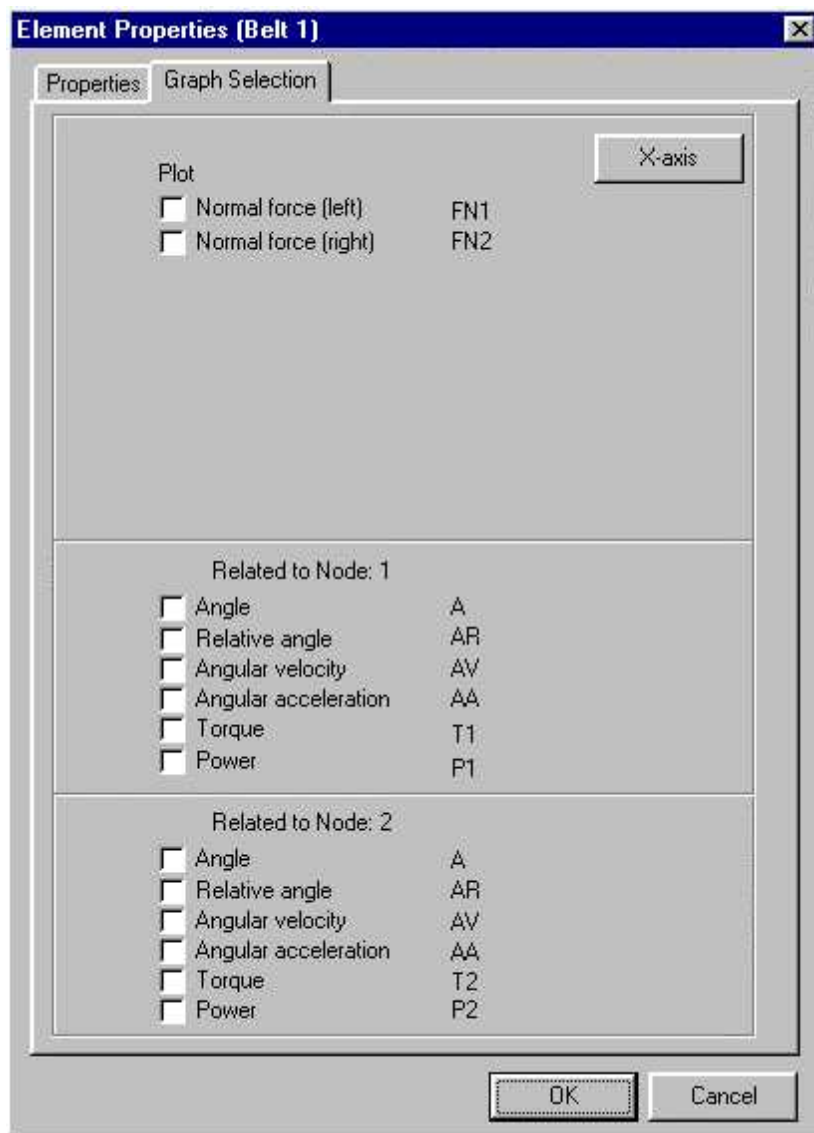 Element Properties (Belt 1)
Properties
Graph Selection
X-axis
Plot
Normal force (left) FN1
Normal force (right) FN2
Related to Node: 1
Angle A
Relative angle AR
Angular velocity AV
Angular acceleration AA
Torque T1
Power P1
Related to Node: 2
Angle A
Relative angle AR
Angular velocity AV
Angular acceleration AA
Torque T2
Power P2
OK
Cancel